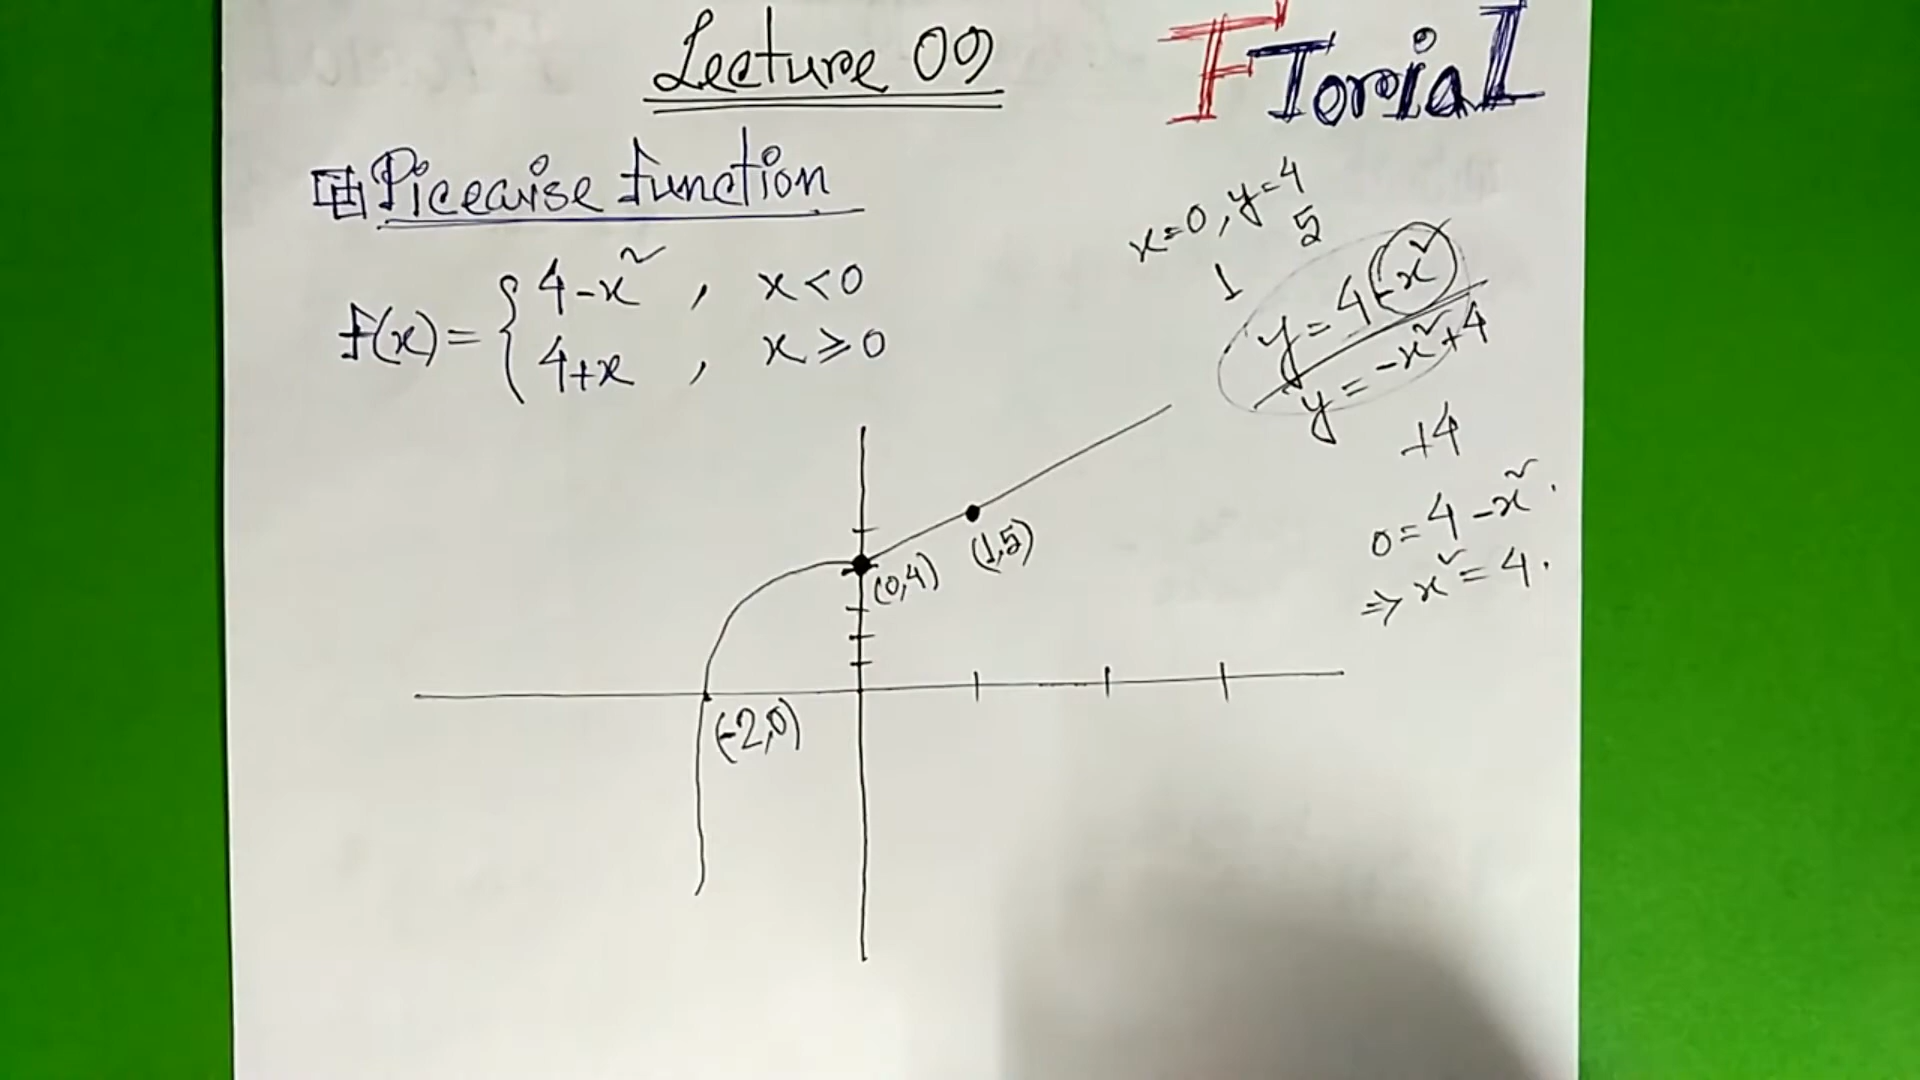 Lecture 09
FTorial
Picewise function
f(x) = { 4-x² , x<0
4+x , x ≥ 0
x=0, y=4
1 5
y=4-x²
y=-x²+4
+4
0=4-x².
⇒ x²=4.
(0,4)
(1,5)
(-2,0)